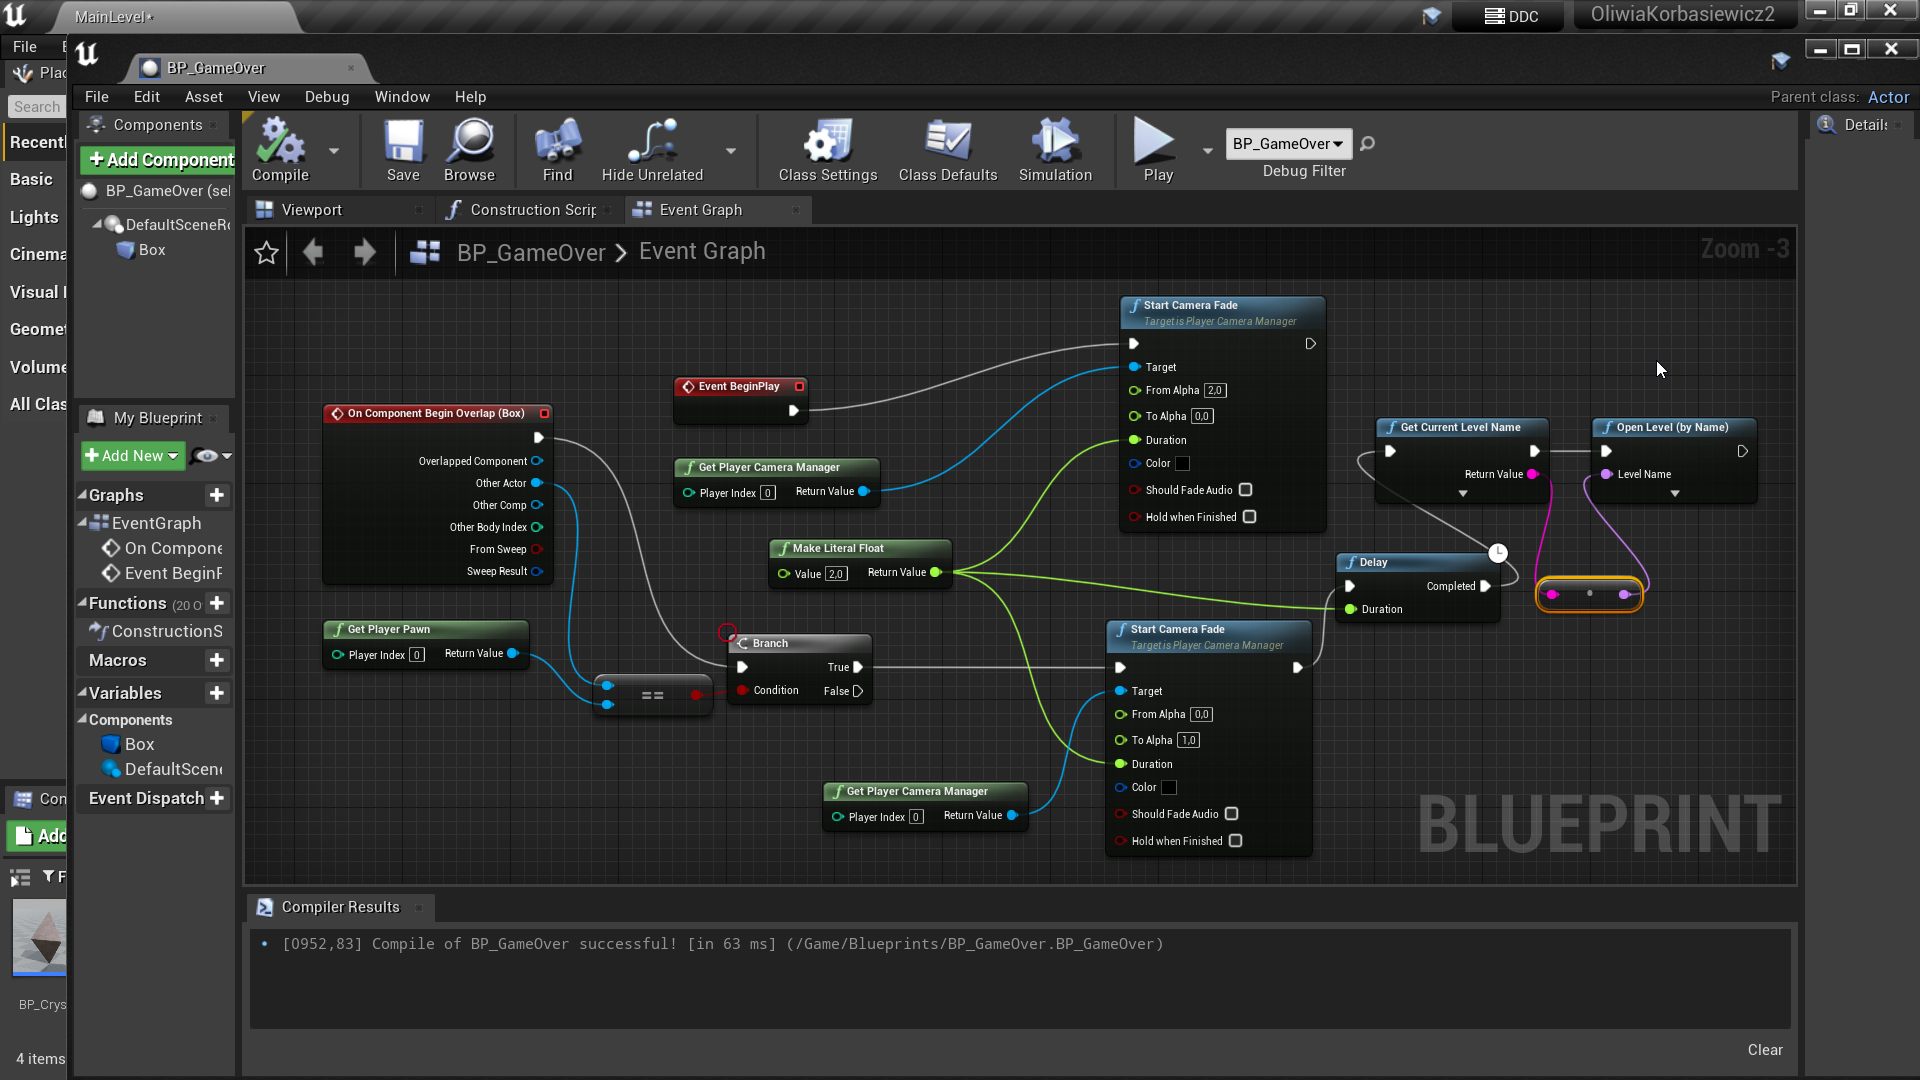 MainLevel*
DDC
OliwiaKorbasiewicz2
File
BP_GameOver
File Edit Asset View Debug Window Help
Parent class: Actor
Search
Recent
Basic
Lights
Cinema
Visual
Geomet
Volume
All Clas
Components
+ Add Component
BP_GameOver (sel
DefaultSceneR
Box
Compile
Save
Browse
Find
Hide Unrelated
Class Settings
Class Defaults
Simulation
Play
BP_GameOver
Debug Filter
Details
Viewport
Construction Scrip
Event Graph
BP_GameOver > Event Graph
Zoom -3
My Blueprint
+ Add New
Graphs
EventGraph
On Compone
Event BeginP
Functions (20 O
ConstructionS
Macros
Variables
Components
Box
DefaultScene
Event Dispatch
On Component Begin Overlap (Box)
Overlapped Component
Other Actor
Other Comp
Other Body Index
From Sweep
Sweep Result
Get Player Pawn
Player Index 0
Return Value
Event BeginPlay
Get Player Camera Manager
Player Index 0
Return Value
Make Literal Float
Value 2,0
Return Value
==
Branch
True
Condition
False
Get Player Camera Manager
Player Index 0
Return Value
Start Camera Fade
Target is Player Camera Manager
Target
From Alpha 2,0
To Alpha 0,0
Duration
Color
Should Fade Audio
Hold when Finished
Start Camera Fade
Target is Player Camera Manager
Target
From Alpha 0,0
To Alpha 1,0
Duration
Color
Should Fade Audio
Hold when Finished
Delay
Completed
Duration
Get Current Level Name
Return Value
Open Level (by Name)
Level Name
BLUEPRINT
Compiler Results
[0952,83] Compile of BP_GameOver successful! [in 63 ms] (/Game/Blueprints/BP_GameOver.BP_GameOver)
Clear
Add
BP_Crys
4 items